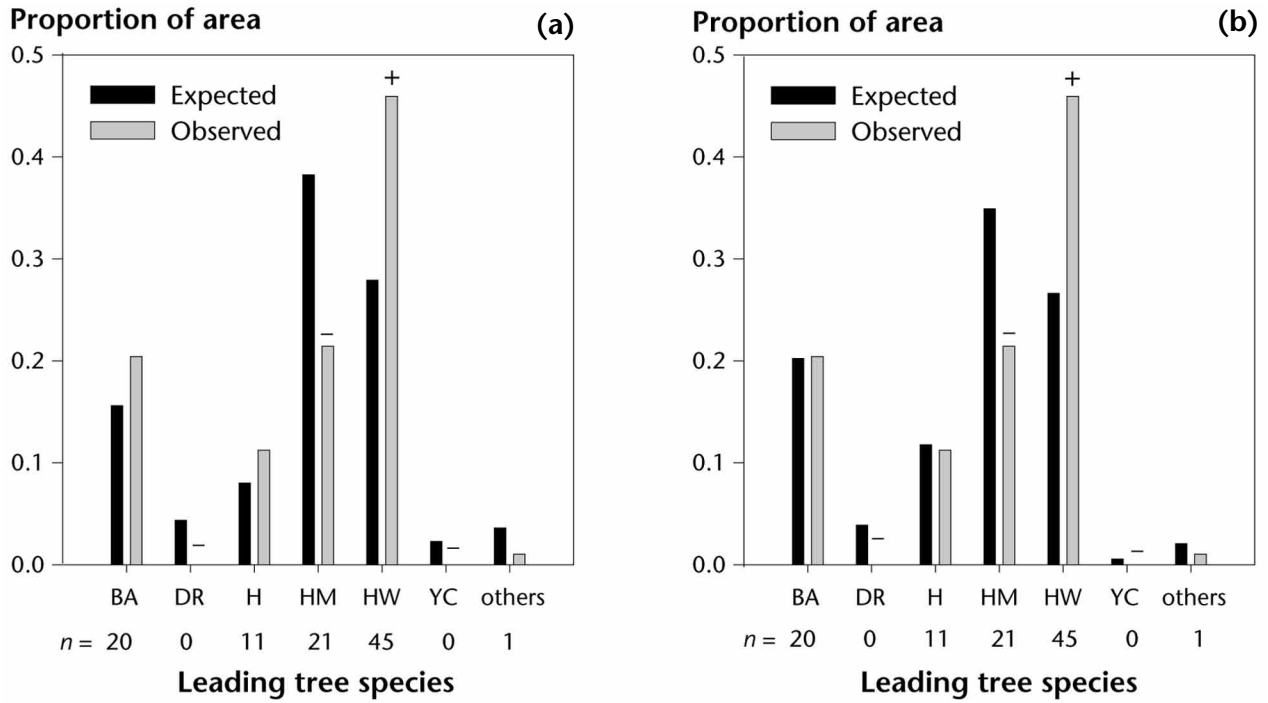 Proportion of area (a)
0.5
Expected
Observed
+
0.4
0.3
0.2
0.1
0.0
–
–
–
BA DR H HM HW YC others
n = 20 0 11 21 45 0 1
Leading tree species
Proportion of area (b)
0.5
Expected
Observed
+
0.4
0.3
0.2
0.1
0.0
–
–
–
BA DR H HM HW YC others
n = 20 0 11 21 45 0 1
Leading tree species